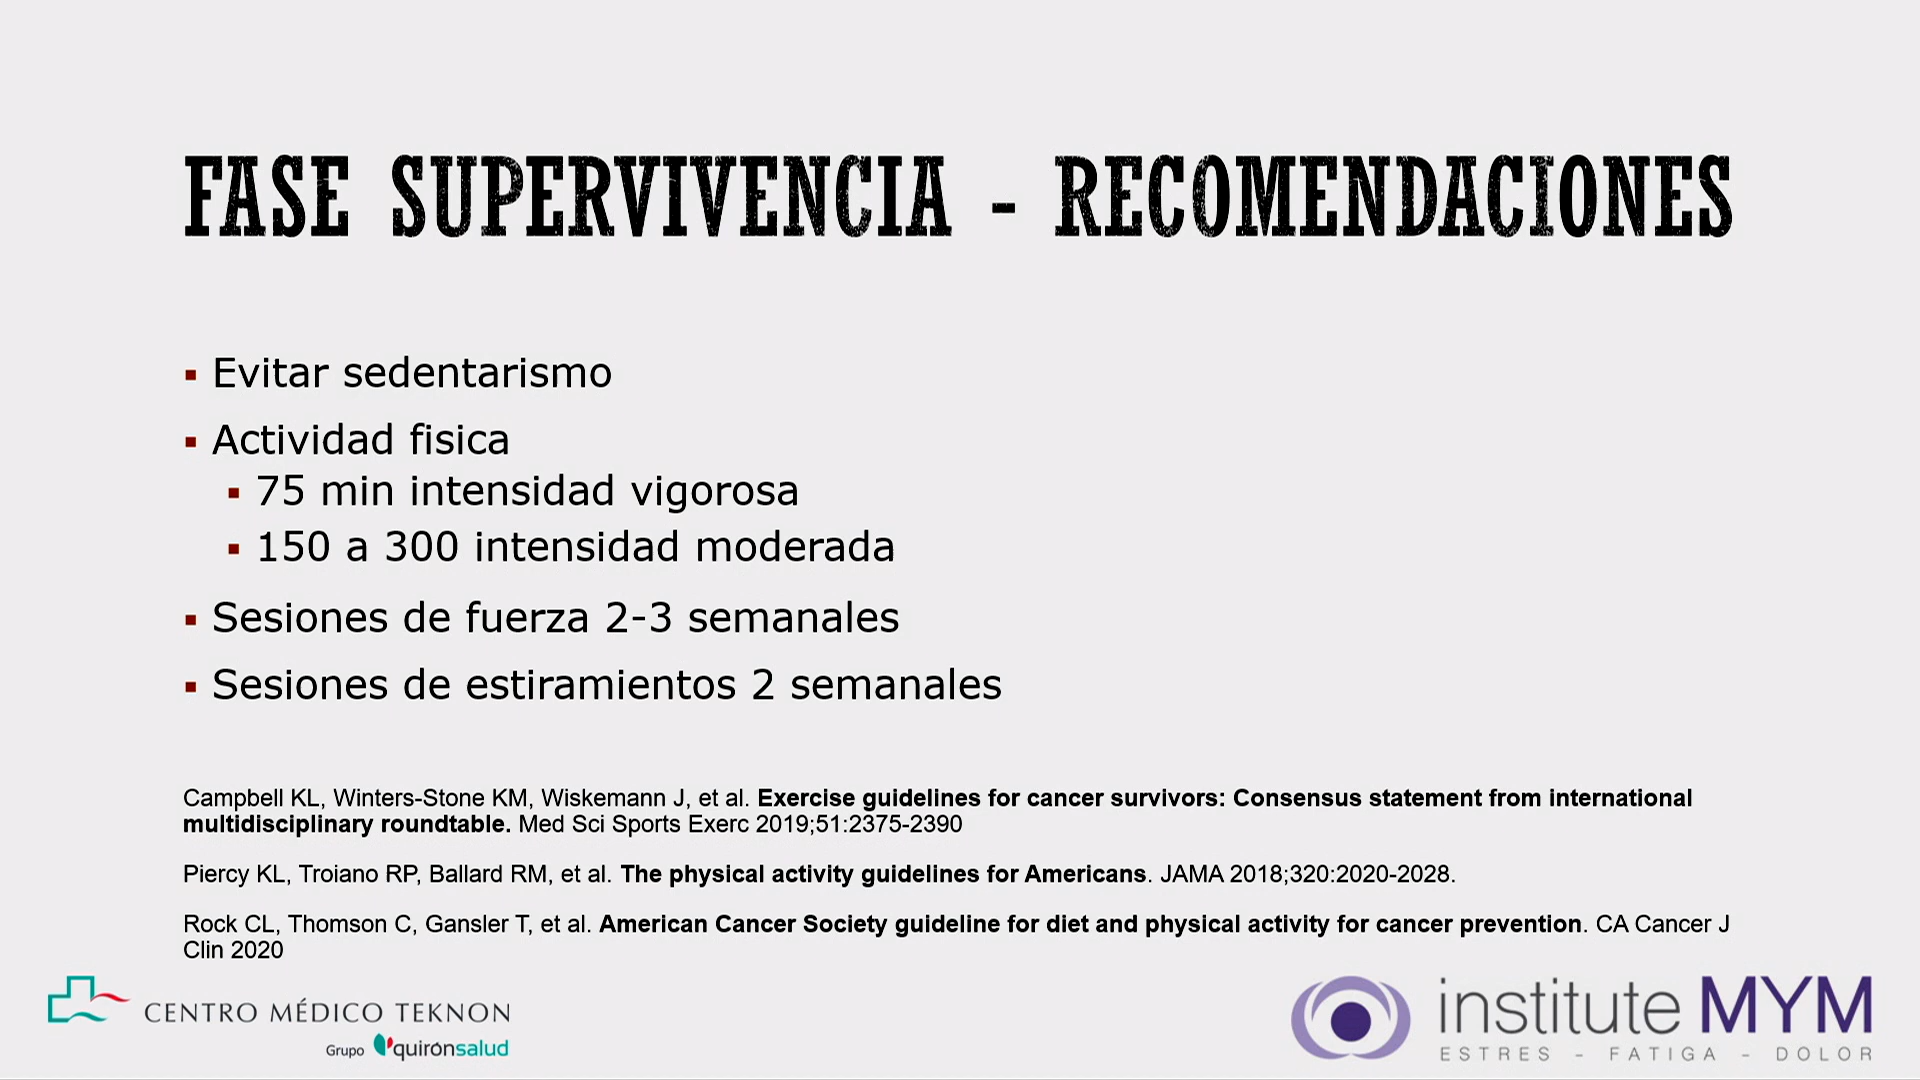 FASE SUPERVIVENCIA - RECOMENDACIONES
▪ Evitar sedentarismo
▪ Actividad fisica
▪ 75 min intensidad vigorosa
▪ 150 a 300 intensidad moderada
▪ Sesiones de fuerza 2-3 semanales
▪ Sesiones de estiramientos 2 semanales
Campbell KL, Winters-Stone KM, Wiskemann J, et al. Exercise guidelines for cancer survivors: Consensus statement from international
multidisciplinary roundtable. Med Sci Sports Exerc 2019;51:2375-2390
Piercy KL, Troiano RP, Ballard RM, et al. The physical activity guidelines for Americans. JAMA 2018;320:2020-2028.
Rock CL, Thomson C, Gansler T, et al. American Cancer Society guideline for diet and physical activity for cancer prevention. CA Cancer J
Clin 2020
CENTRO MÉDICO TEKNON
Grupo quirónsalud
institute MYM
ESTRES - FATIGA - DOLOR